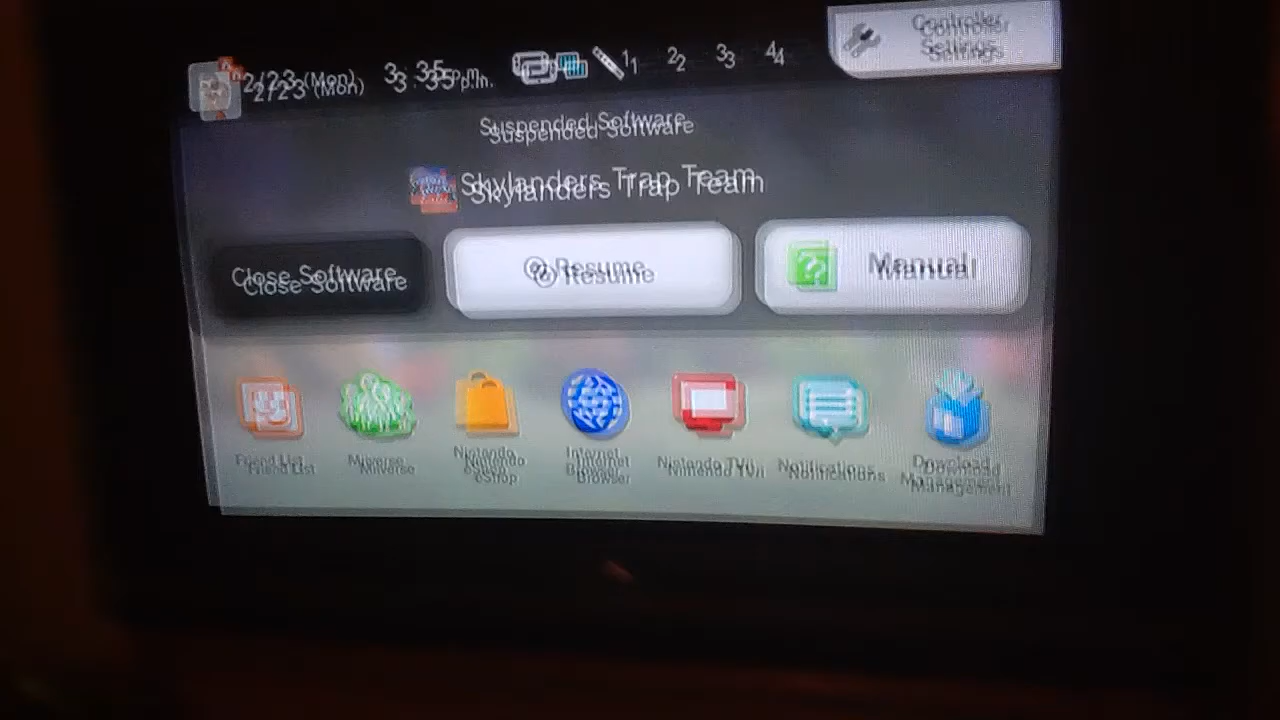 2/23 (Mon) 3:35 p.m. 1 2 3 4
Controller
Settings
Suspended Software
Skylanders Trap Team
Close Software
Resume
? Manual
Friend List
Miiverse
Nintendo
eShop
Internet
Browser
Nintendo TVii
Notifications
Download
Management